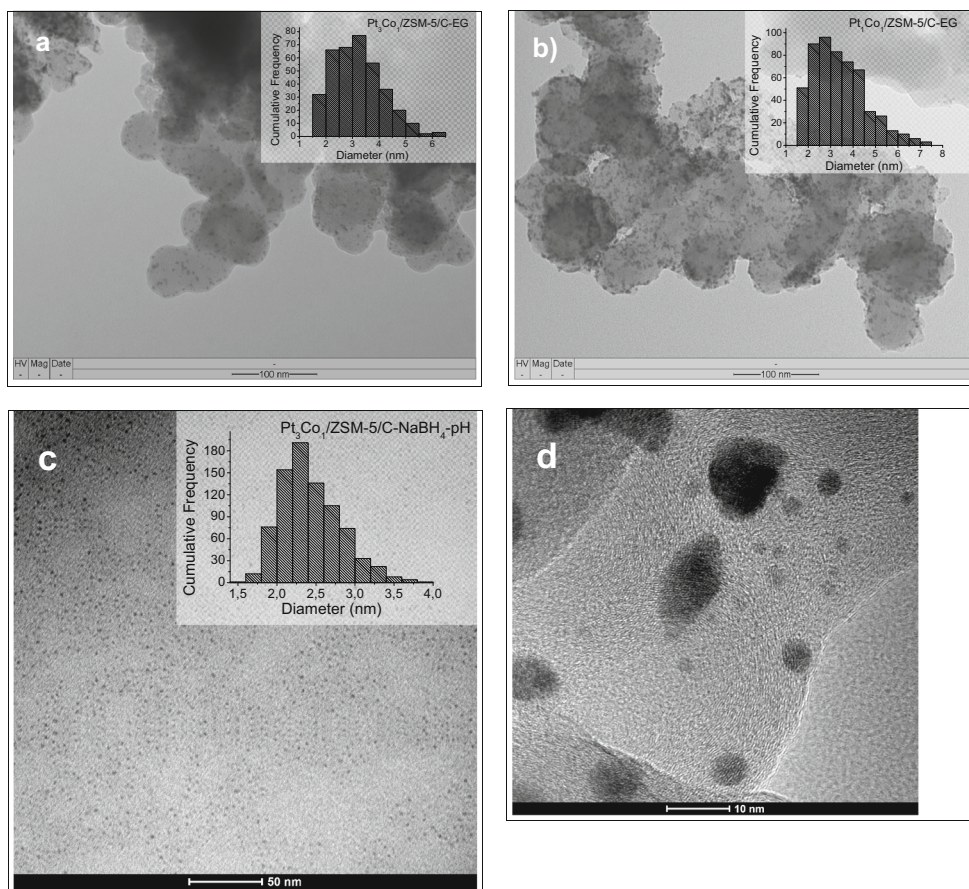 a
Pt3Co1/ZSM-5/C-EG
Cumulative Frequency
80
70
60
50
40
30
20
10
0
1 2 3 4 5 6
Diameter (nm)
HV Mag Date -
- - - 100 nm
b)
Pt1Co1/ZSM-5/C-EG
Cumulative Frequency
100
80
60
40
20
0
1 2 3 4 5 6 7 8
Diameter (nm)
HV Mag Date -
- - - 100 nm
c
Pt3Co1/ZSM-5/C-NaBH4-pH
Cumulative Frequency
180
150
120
90
60
30
0
1,5 2,0 2,5 3,0 3,5 4,0
Diameter (nm)
50 nm
d
10 nm